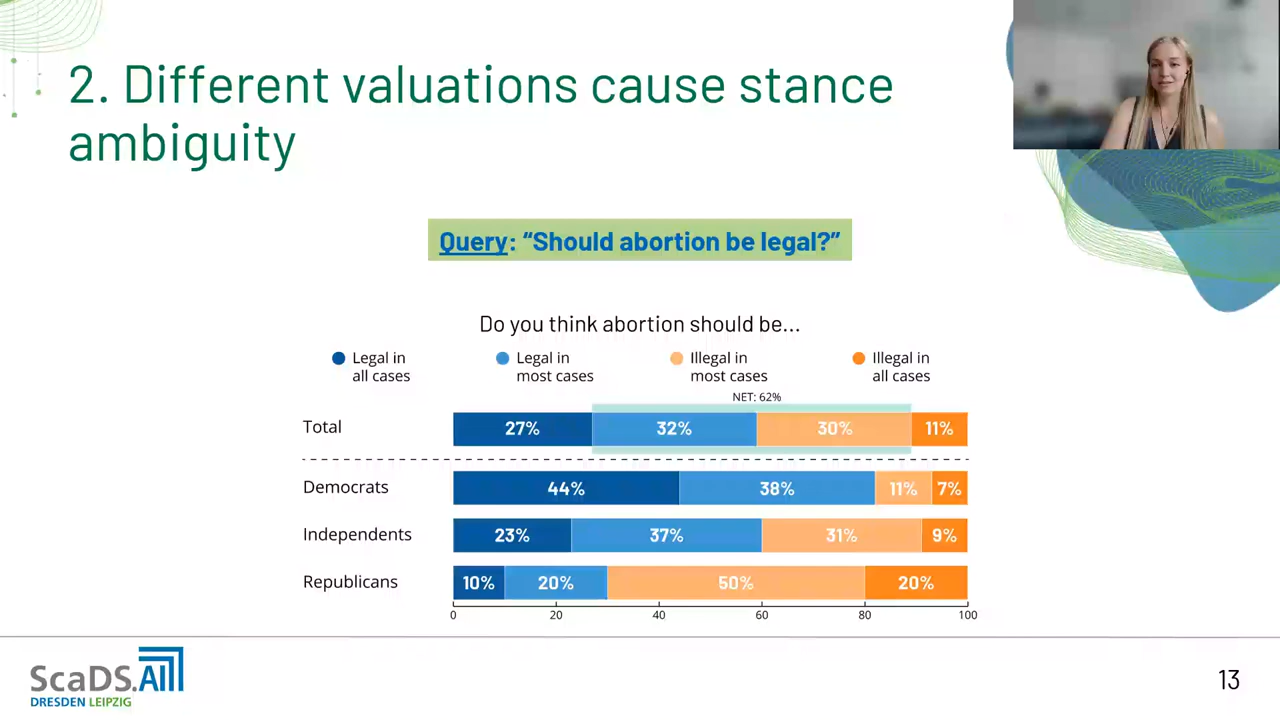 2. Different valuations cause stance
ambiguity
Query: “Should abortion be legal?”
Do you think abortion should be...
Legal in
all cases
Legal in
most cases
Illegal in
most cases
Illegal in
all cases
NET: 62%
Total 27% 32% 30% 11%
Democrats 44% 38% 11% 7%
Independents 23% 37% 31% 9%
Republicans 10% 20% 50% 20%
0 20 40 60 80 100
ScaDS.AI
DRESDEN LEIPZIG
13